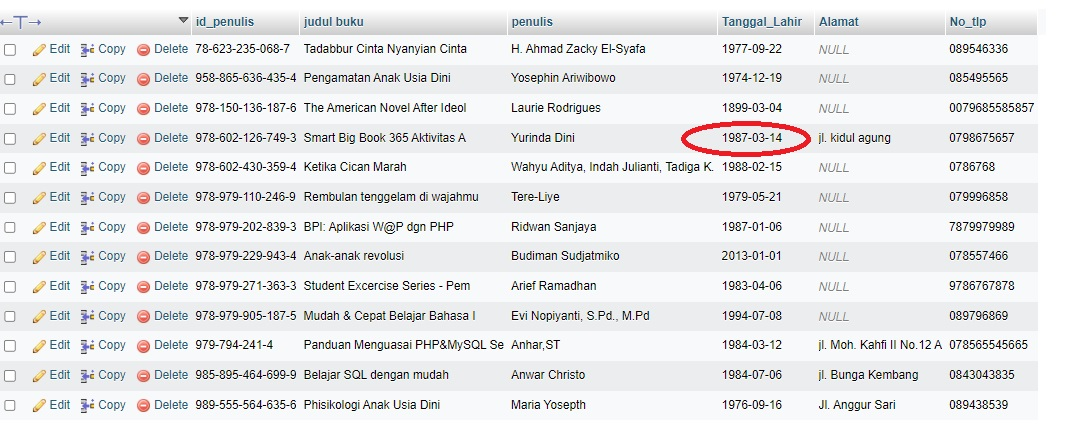 id_penulis judul buku penulis Tanggal_Lahir Alamat No_tlp
Edit Copy Delete 78-623-235-068-7 Tadabbur Cinta Nyanyian Cinta H. Ahmad Zacky El-Syafa 1977-09-22 NULL 089546336
Edit Copy Delete 958-865-636-435-4 Pengamatan Anak Usia Dini Yosephin Ariwibowo 1974-12-19 NULL 085495565
Edit Copy Delete 978-150-136-187-6 The American Novel After Ideol Laurie Rodrigues 1899-03-04 NULL 0079685585857
Edit Copy Delete 978-602-126-749-3 Smart Big Book 365 Aktivitas A Yurinda Dini 1987-03-14 jl. kidul agung 0798675657
Edit Copy Delete 978-602-430-359-4 Ketika Cican Marah Wahyu Aditya, Indah Julianti, Tadiga K. 1988-02-15 NULL 0786768
Edit Copy Delete 978-979-110-246-9 Rembulan tenggelam di wajahmu Tere-Liye 1979-05-21 NULL 079996858
Edit Copy Delete 978-979-202-839-3 BPI: Aplikasi W@P dgn PHP Ridwan Sanjaya 1987-01-06 NULL 7879979989
Edit Copy Delete 978-979-229-943-4 Anak-anak revolusi Budiman Sudjatmiko 2013-01-01 NULL 078557466
Edit Copy Delete 978-979-271-363-3 Student Excercise Series - Pem Arief Ramadhan 1983-04-06 NULL 9786767878
Edit Copy Delete 978-979-905-187-5 Mudah & Cepat Belajar Bahasa I Evi Nopiyanti, S.Pd., M.Pd 1994-07-08 NULL 089796869
Edit Copy Delete 979-794-241-4 Panduan Menguasai PHP&MySQL Se Anhar,ST 1984-03-12 jl. Moh. Kahfi II No.12 A 078565545665
Edit Copy Delete 985-895-464-699-9 Belajar SQL dengan mudah Anwar Christo 1984-07-06 jl. Bunga Kembang 0843043835
Edit Copy Delete 989-555-564-635-6 Phisikologi Anak Usia Dini Maria Yosepth 1976-09-16 Jl. Anggur Sari 089438539